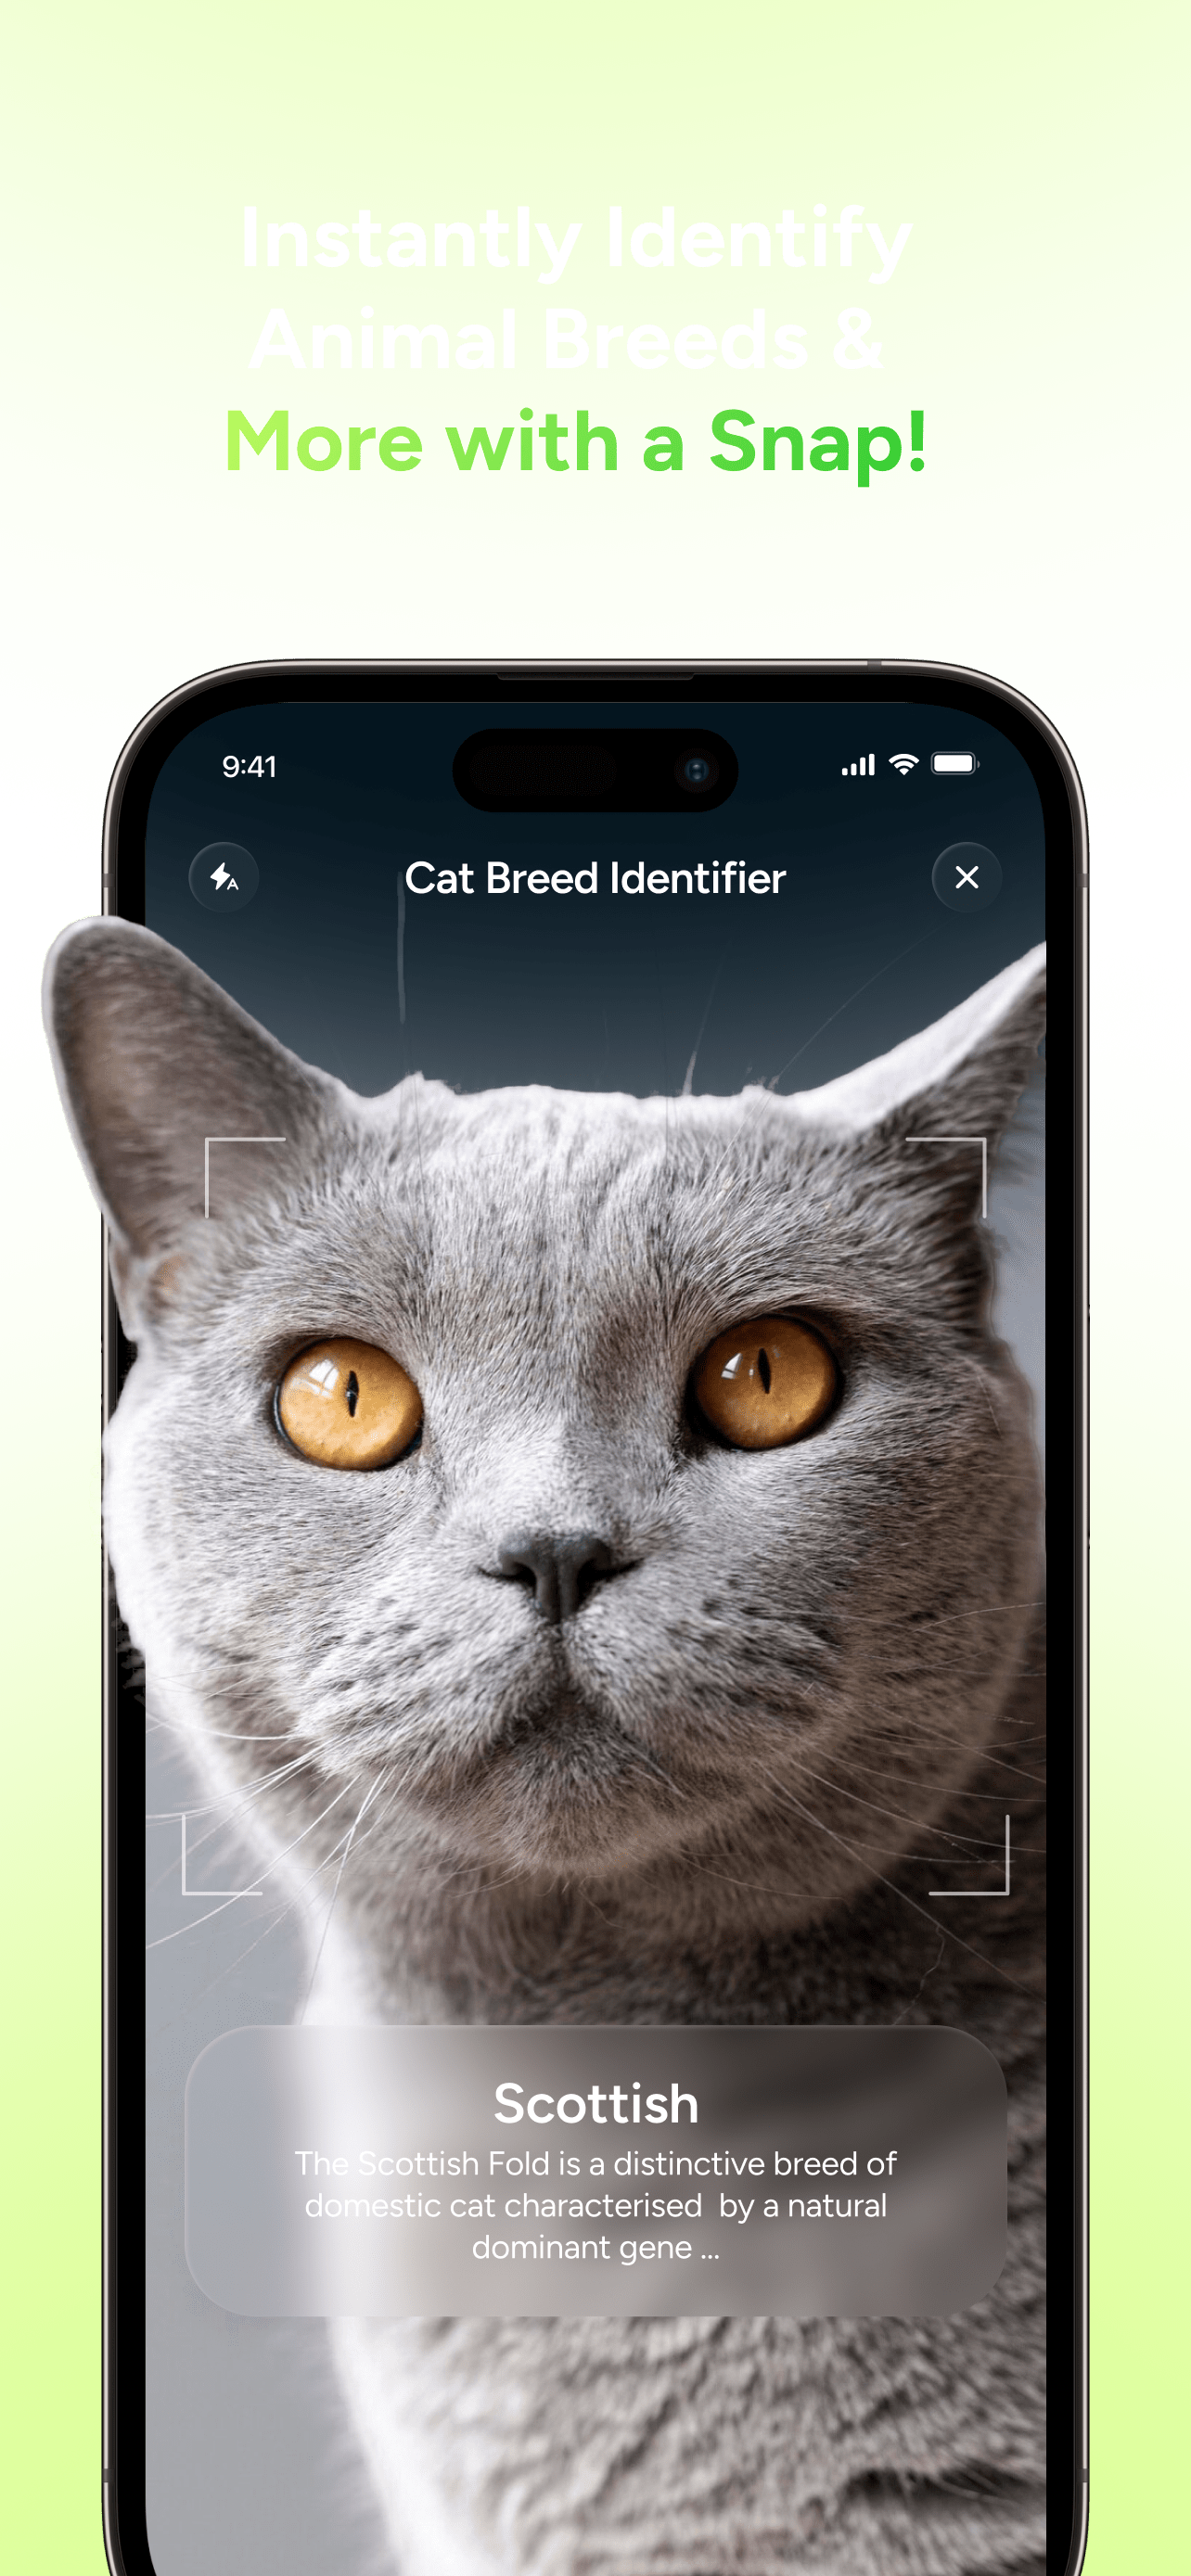 Instantly Identify
Animal Breeds &
More with a Snap!
9:41
Cat Breed Identifier
A
Scottish
The Scottish Fold is a distinctive breed of
domestic cat characterised  by a natural
dominant gene ...